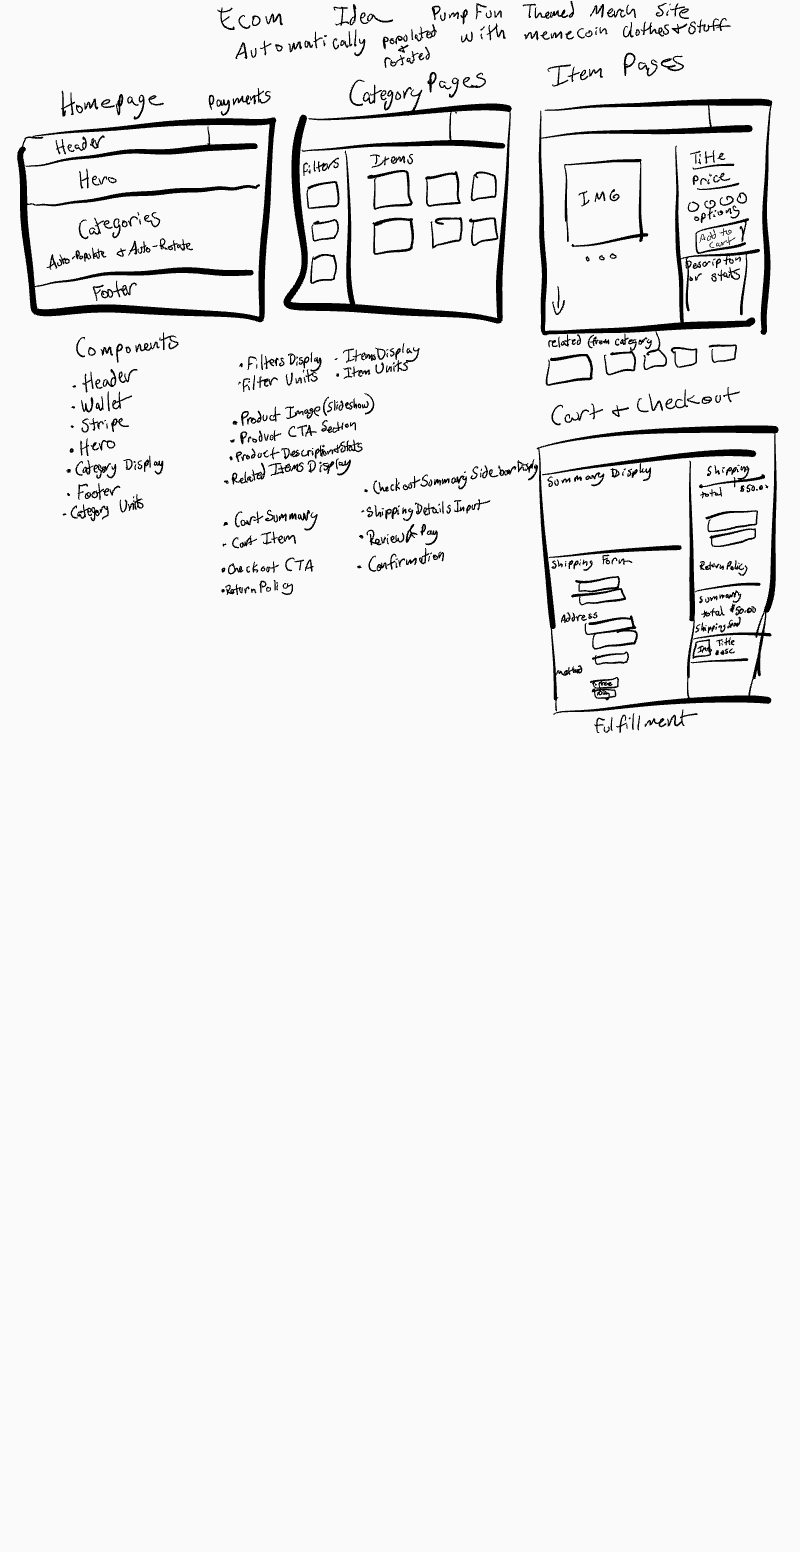 Ecom Idea Pump Fun Themed Merch Site
Automatically populated + rotated with memecoin clothes + stuff
Homepage
Payments
Header
Hero
Categories
Auto-Populate + Auto-Rotate
Footer
Category Pages
Filters
Items
Item Pages
IMG
Title
Price
options
Add to cart
Description or stats
related (from category)
Components
· Header
· Wallet
· Stripe
· Hero
· Category Display
· Footer
- Category Units
· Filters Display
· Filter Units
- Items Display
· Item Units
· Product Image (Slideshow)
- Product CTA Section
· Product Description + Stats
· Related Items Display
· Cart Summary
- Cart Item
· Checkout CTA
· Return Policy
· Checkout Summary Sidebar Display
· Shipping Details Input
· Review & Pay
· Confirmation
Cart + Checkout
Summary Display
Shipping
total $50.00
Return Policy
Shipping Form
Address
method
Summary
total $50.00
Img
Title
desc
Fulfillment